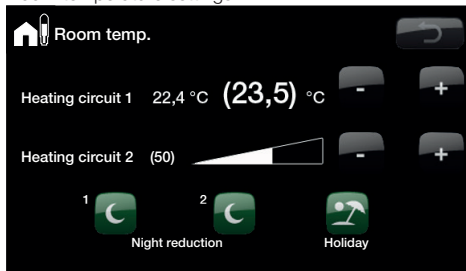 Room temp.
Heating circuit 1 22,4 °C (23,5) °C - +
Heating circuit 2 (50) - +
1 2
Night reduction Holiday